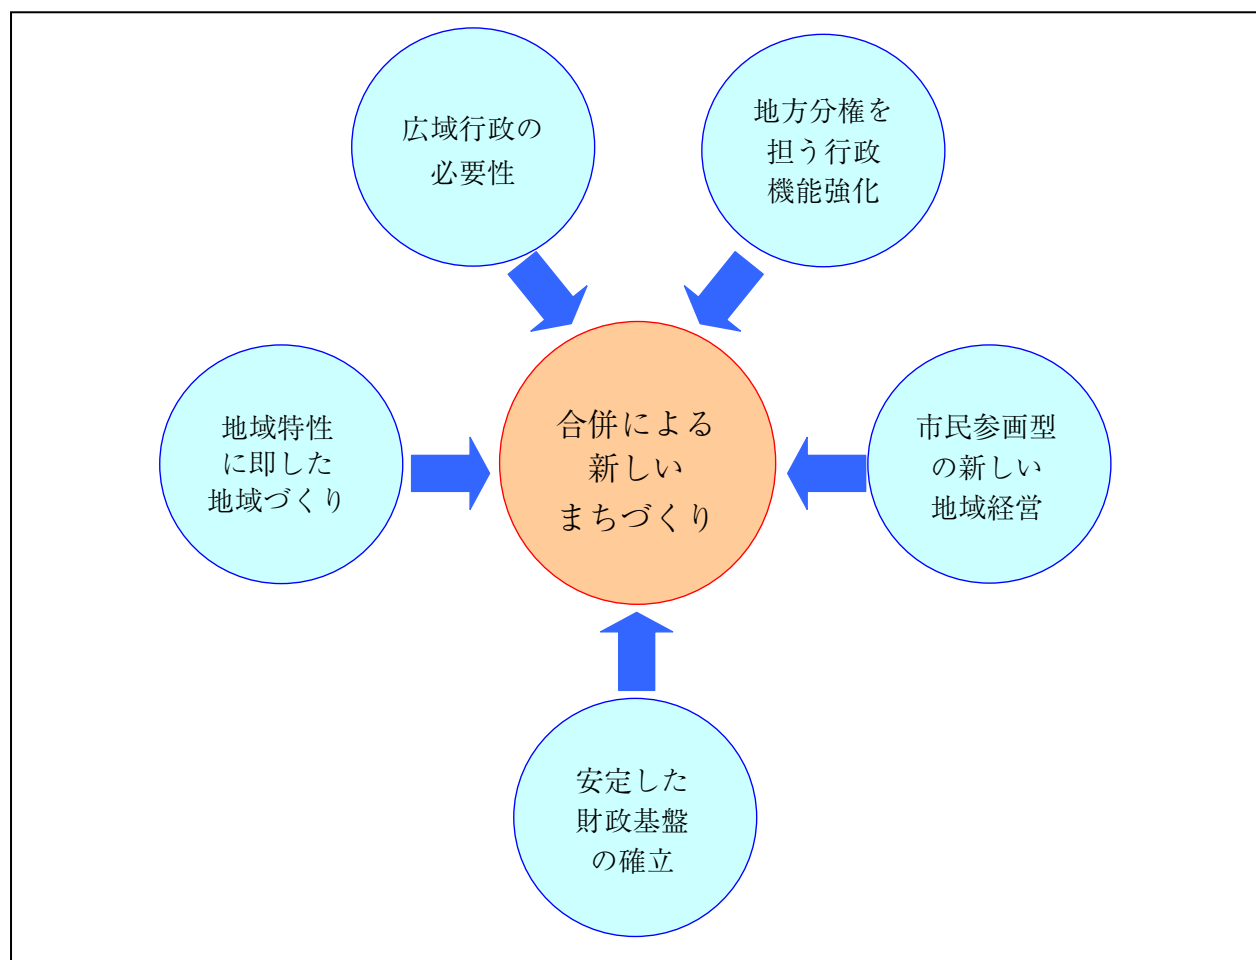 広域行政の
必要性
地方分権を
担う行政
機能強化
地域特性
に即した
地域づくり
合併による
新しい
まちづくり
市民参画型
の新しい
地域経営
安定した
財政基盤
の確立